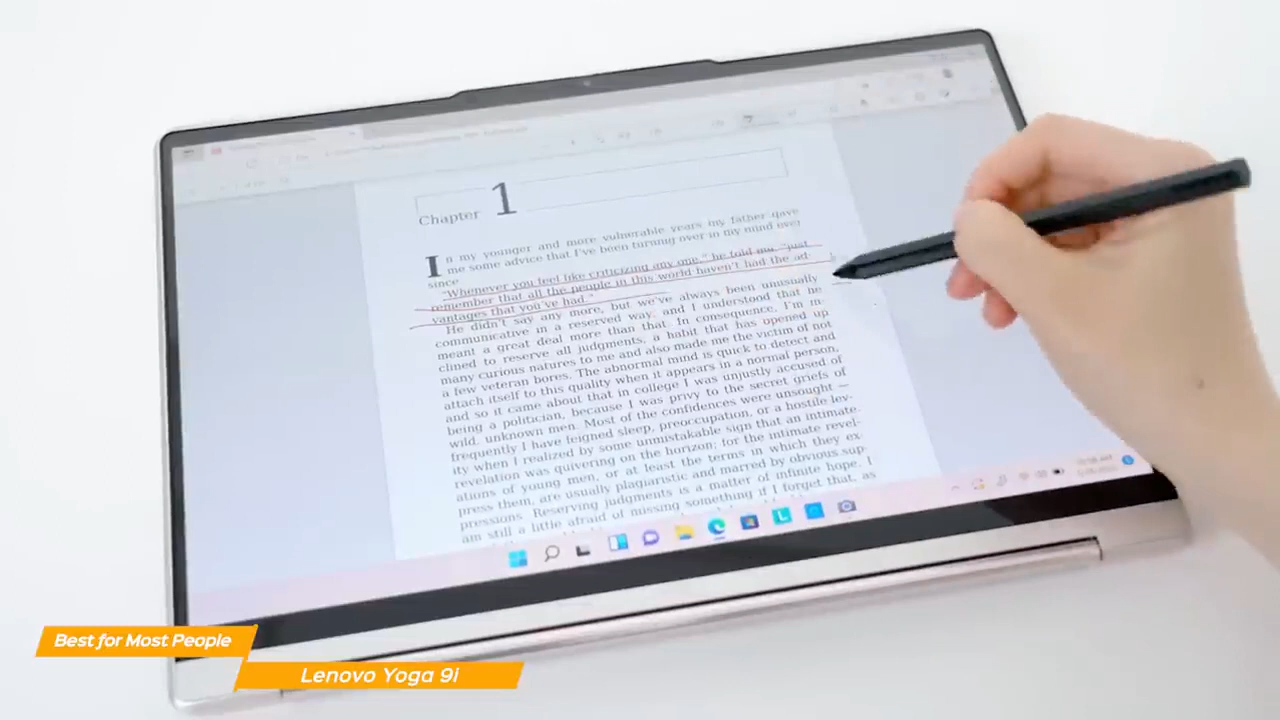 Chapter 1
In my younger and more vulnerable years my father gave
me some advice that I've been turning over in my mind ever
since
"Whenever you feel like criticizing any one," he told me, "just
remember that all the people in this world haven't had the ad-
vantages that you've had."
He didn't say any more, but we've always been unusually
communicative in a reserved way, and I understood that he
meant a great deal more than that. In consequence, I'm in-
clined to reserve all judgments, a habit that has opened up
many curious natures to me and also made me the victim of not
a few veteran bores. The abnormal mind is quick to detect and
attach itself to this quality when it appears in a normal person,
and so it came about that in college I was unjustly accused of
being a politician, because I was privy to the secret griefs of
wild, unknown men. Most of the confidences were unsought —
frequently I have feigned sleep, preoccupation, or a hostile lev-
ity when I realized by some unmistakable sign that an intimate
revelation was quivering on the horizon; for the intimate revel-
ations of young men, or at least the terms in which they ex-
press them, are usually plagiaristic and marred by obvious sup-
pressions. Reserving judgments is a matter of infinite hope. I
am still a little afraid of missing something if I forget that, as
Best for Most People
Lenovo Yoga 9i